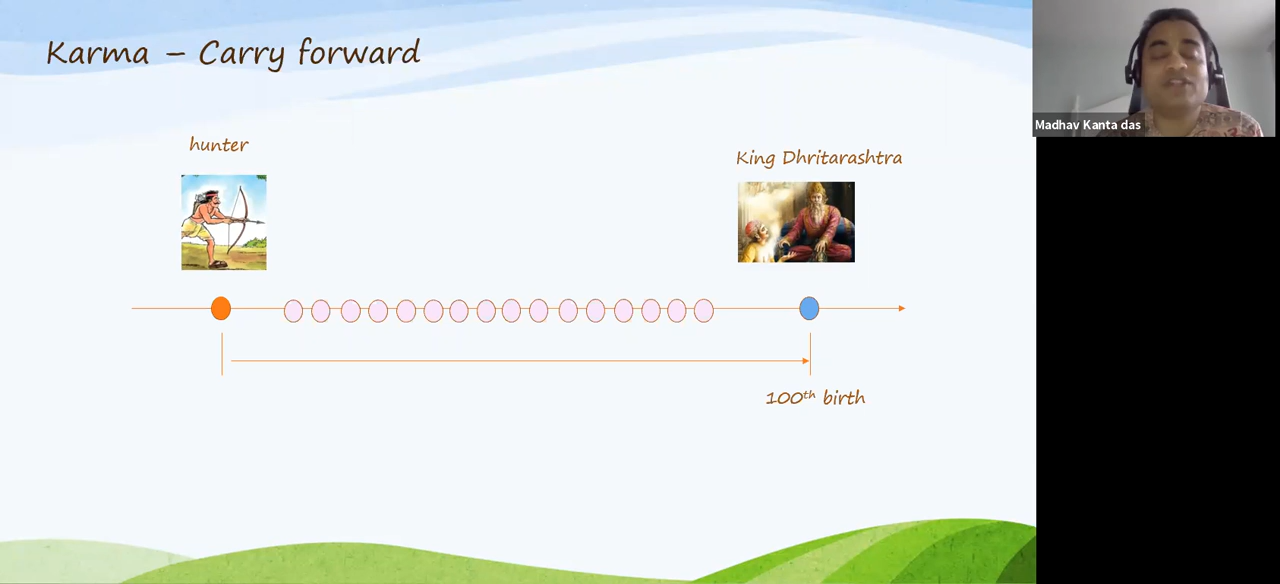 Karma – Carry forward
hunter
King Dhritarashtra
100th birth
Madhav Kanta das